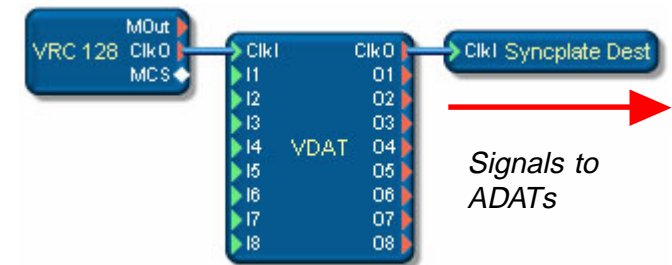 MOut
VRC 128 ClkO
MCS
ClkI ClkO
I1 O1
I2 O2
I3 O3
I4 VDAT O4
I5 O5
I6 O6
I7 O7
I8 O8
ClkI Syncplate Dest
Signals to
ADATs